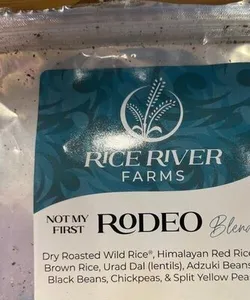 RICE RIVER
FARMS
NOT MY
FIRST
RODEO
Blend
Dry Roasted Wild Rice®, Himalayan Red Rice
Brown Rice, Urad Dal (lentils), Adzuki Beans
Black Beans, Chickpeas, & Split Yellow Pea